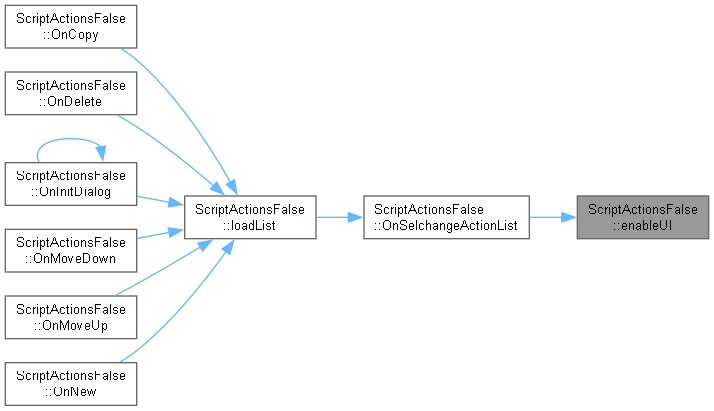 ScriptActionsFalse
::OnCopy
ScriptActionsFalse
::OnDelete
ScriptActionsFalse
::OnInitDialog
ScriptActionsFalse
::OnMoveDown
ScriptActionsFalse
::OnMoveUp
ScriptActionsFalse
::OnNew
ScriptActionsFalse
::loadList
ScriptActionsFalse
::OnSelchangeActionList
ScriptActionsFalse
::enableUI